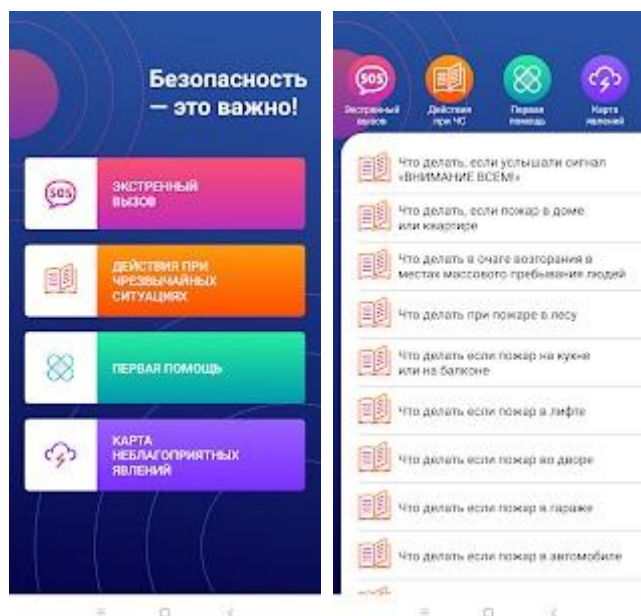 Безопасность
— это важно!
SOS
ЭКСТРЕННЫЙ
ВЫЗОВ
ДЕЙСТВИЯ ПРИ
ЧРЕЗВЫЧАЙНЫХ
СИТУАЦИЯХ
ПЕРВАЯ ПОМОЩЬ
КАРТА
НЕБЛАГОПРИЯТНЫХ
ЯВЛЕНИЙ
SOS
Экстренный
вызов
Действия
при ЧС
Первая
помощь
Карта
явлений
Что делать, если услышали сигнал
«ВНИМАНИЕ ВСЕМ!»
Что делать, если пожар в доме
или квартире
Что делать в очаге возгорания в
местах массового пребывания людей
Что делать при пожаре в лесу
Что делать если пожар на кухне
или на балконе
Что делать если пожар в лифте
Что делать если пожар во дворе
Что делать если пожар в гараже
Что делать если пожар в автомобиле